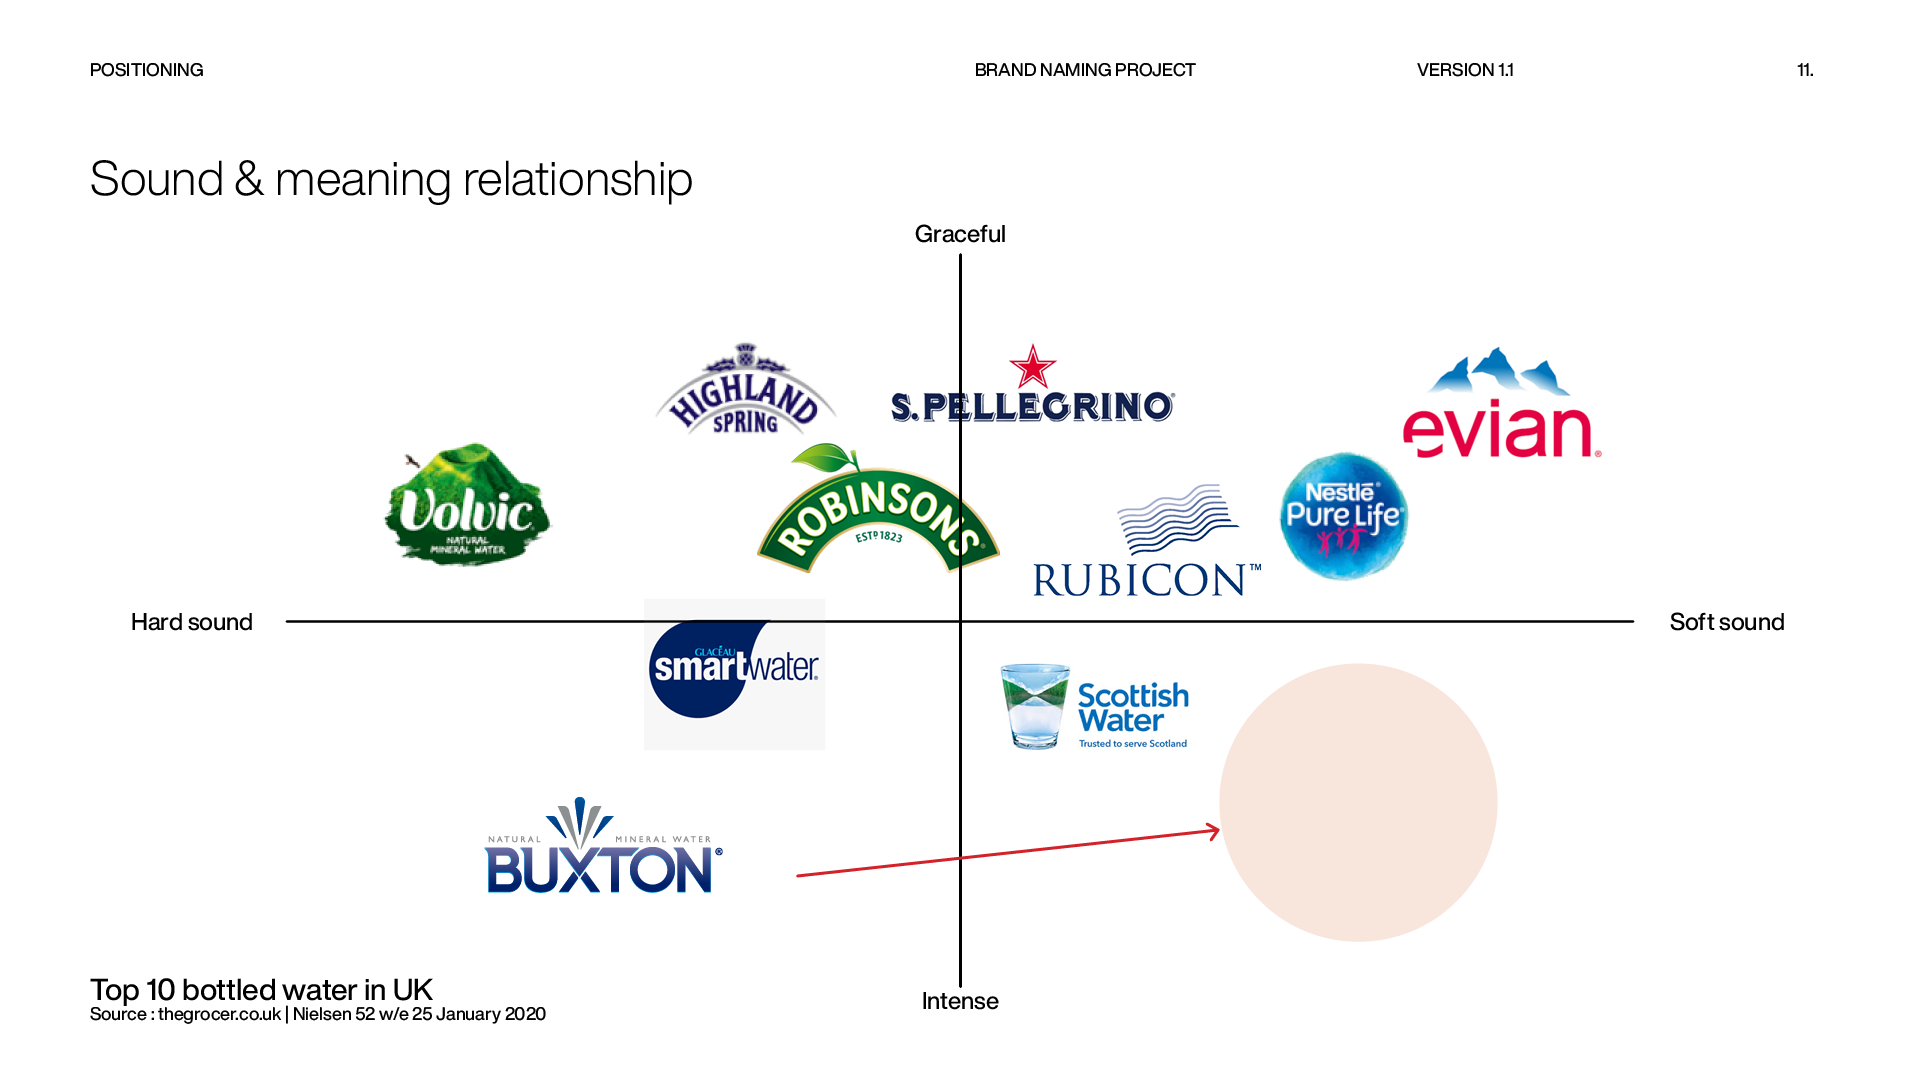 POSITIONING
BRAND NAMING PROJECT
VERSION 1.1
11.
Sound & meaning relationship
Graceful
HIGHLAND
SPRING
S.PELLEGRINO®
evian®
Volvic
NATURAL
MINERAL WATER
ROBINSONS®
ESTD 1823
RUBICON™
Nestlé®
Pure Life®
Hard sound
Soft sound
GLACÉAU
smartwater®
Scottish
Water
Trusted to serve Scotland
NATURAL MINERAL WATER
BUXTON®
Top 10 bottled water in UK
Source : thegrocer.co.uk | Nielsen 52 w/e 25 January 2020
Intense